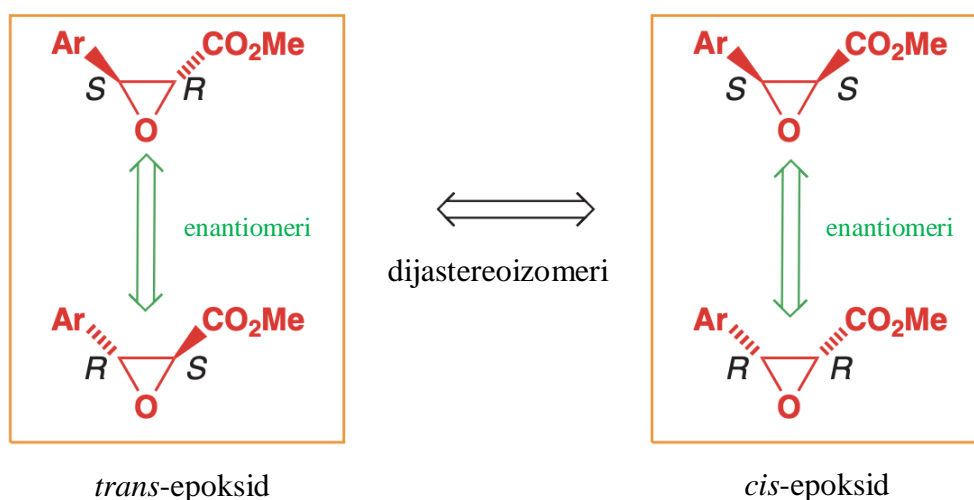 Ar CO2Me Ar CO2Me
S R S S
O O
enantiomeri enantiomeri
dijastereoizomeri
Ar CO2Me Ar CO2Me
R S R R
O O
trans-epoksid cis-epoksid